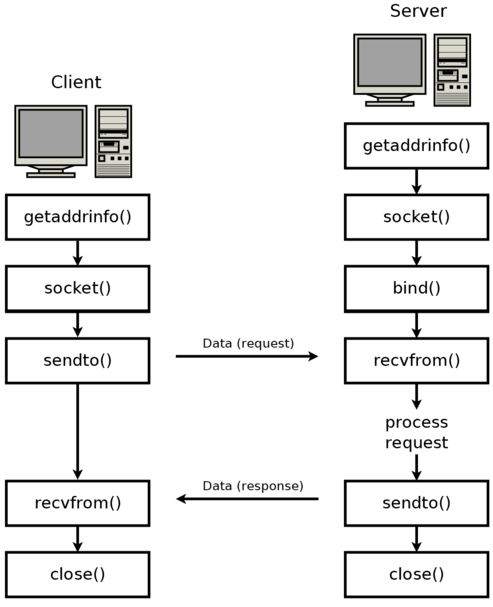 Server
Client
getaddrinfo()
getaddrinfo()
socket()
socket()
bind()
sendto()
Data (request)
recvfrom()
process
request
recvfrom()
Data (response)
sendto()
close()
close()